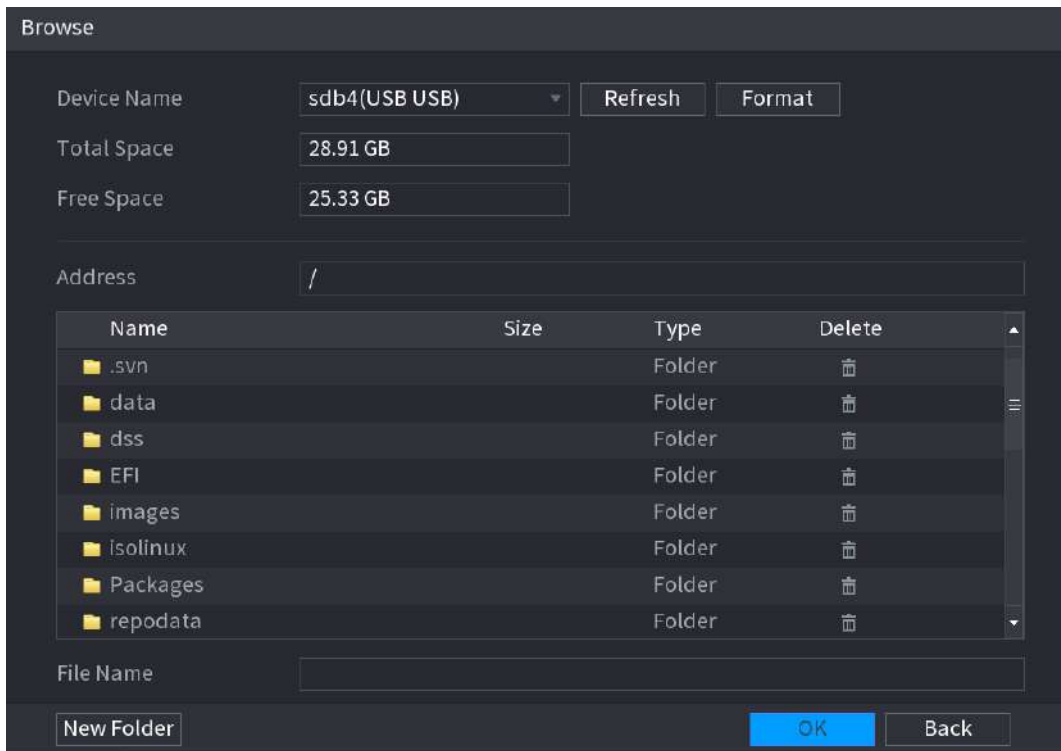 Browse
Device Name sdb4(USB USB) Refresh Format
Total Space 28.91 GB
Free Space 25.33 GB
Address /
Name Size Type Delete
.svn Folder
data Folder
dss Folder
EFI Folder
images Folder
isolinux Folder
Packages Folder
repodata Folder
File Name
New Folder OK Back